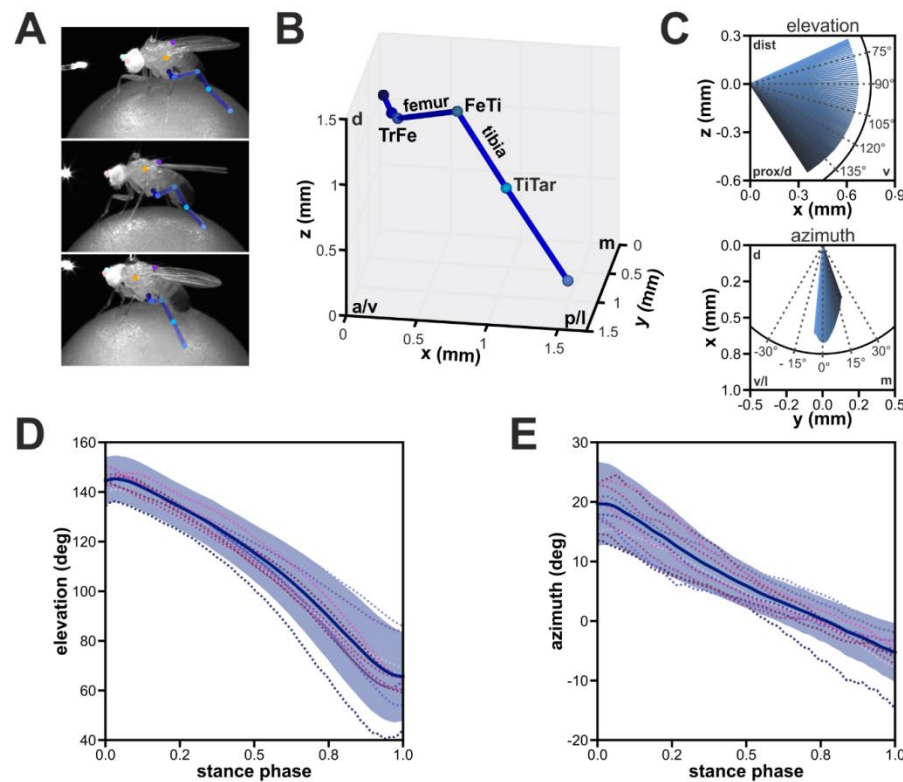 A
B
d
1.5
1
0.5
0
z (mm)
femur
FeTi
TrFe
tibia
TiTar
a/v
p/l
m
0
0.5
1
1.5
x (mm)
0
0.5
1
1.5
y (mm)
C
elevation
0.3
0.0
-0.3
-0.6
z (mm)
dist
75°
90°
105°
120°
135°
prox/d
v
0.0
0.3
0.6
0.9
x (mm)
azimuth
0.0
0.2
0.5
0.8
1.0
x (mm)
d
-30°
- 15°
0°
15°
30°
v/l
m
-0.5
-0.2
0.0
0.2
0.5
y (mm)
D
160
140
120
100
80
60
40
elevation (deg)
0.0
0.2
0.5
0.8
1.0
stance phase
E
30
20
10
0
-10
-20
azimuth (deg)
0.0
0.2
0.5
0.8
1.0
stance phase